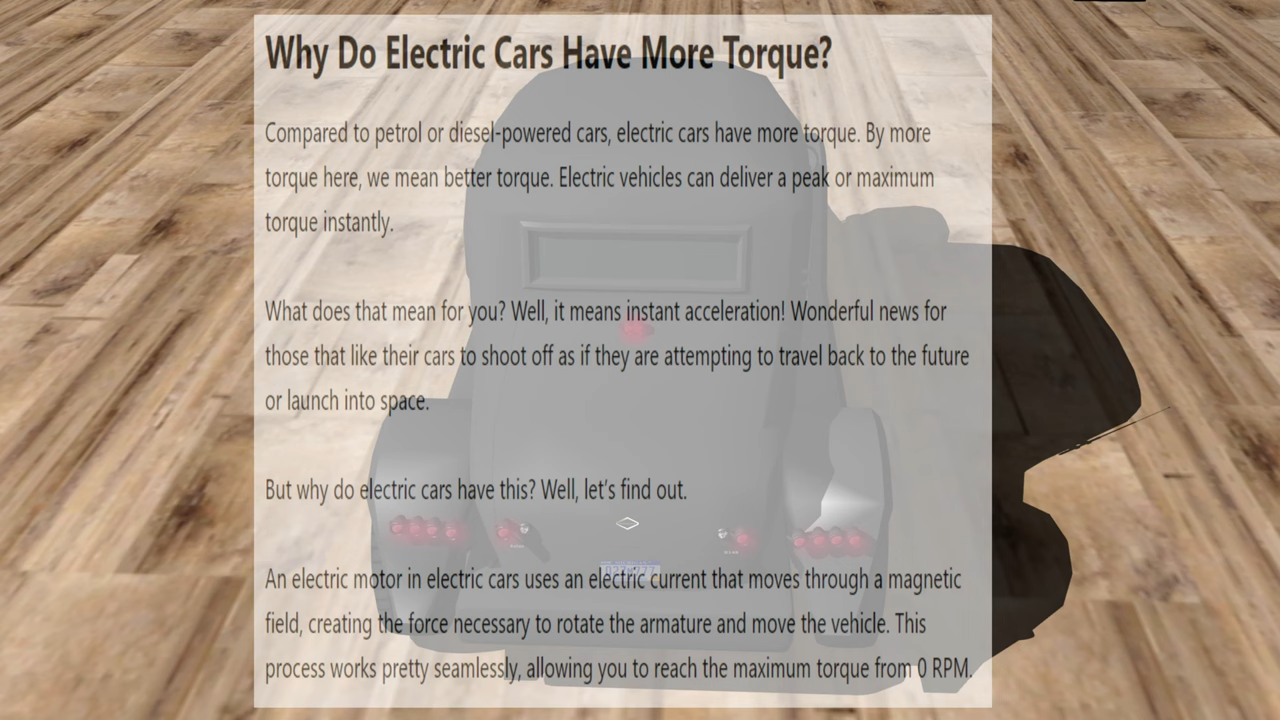 Why Do Electric Cars Have More Torque?
Compared to petrol or diesel-powered cars, electric cars have more torque. By more
torque here, we mean better torque. Electric vehicles can deliver a peak or maximum
torque instantly.
What does that mean for you? Well, it means instant acceleration! Wonderful news for
those that like their cars to shoot off as if they are attempting to travel back to the future
or launch into space.
But why do electric cars have this? Well, let’s find out.
An electric motor in electric cars uses an electric current that moves through a magnetic
field, creating the force necessary to rotate the armature and move the vehicle. This
process works pretty seamlessly, allowing you to reach the maximum torque from 0 RPM.